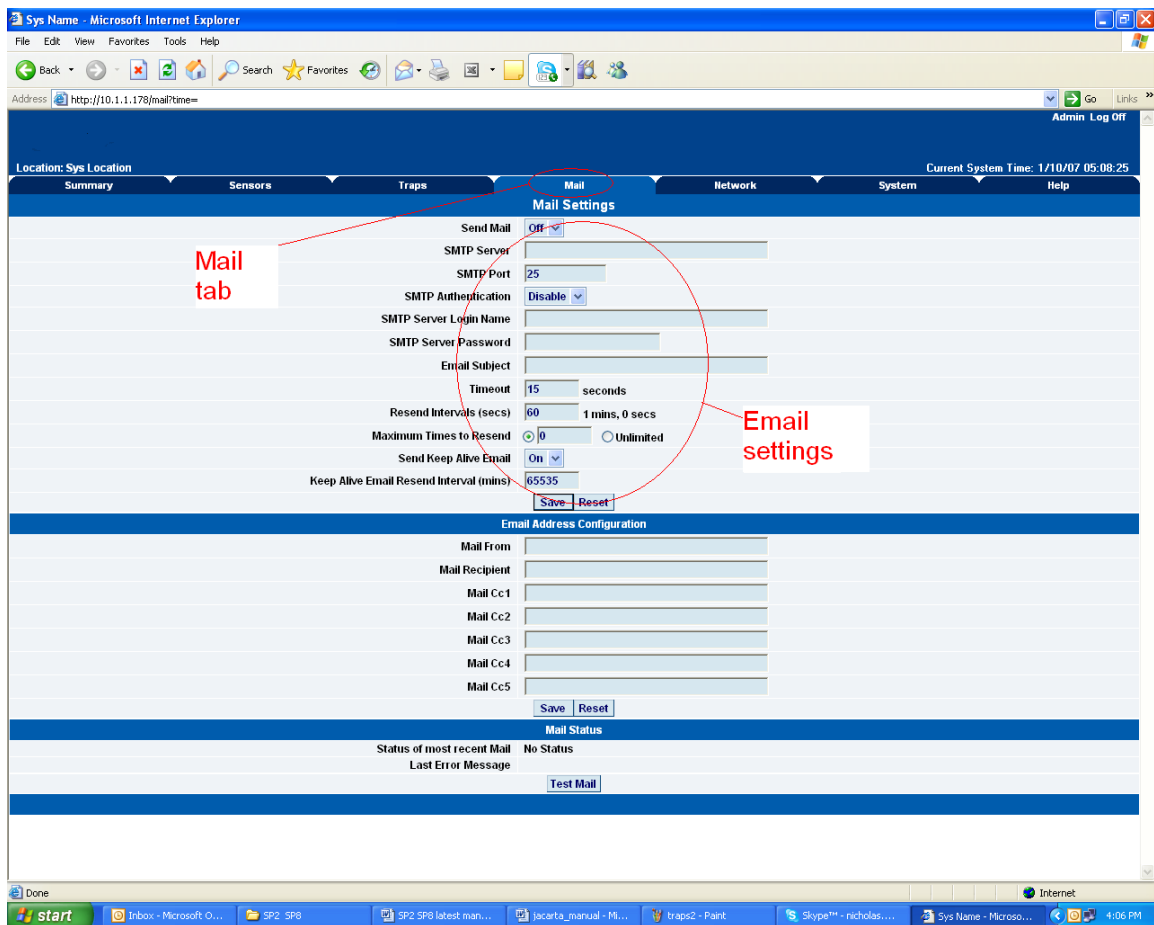 Sys Name - Microsoft Internet Explorer
File Edit View Favorites Tools Help
Back Search Favorites
Address http://10.1.1.178/mail?time= Go Links »
Admin Log Off
Location: Sys Location Current System Time: 1/10/07 05:08:25
Summary Sensors Traps Mail Network System Help
Mail Settings
Send Mail Off
SMTP Server
SMTP Port 25
SMTP Authentication Disable
SMTP Server Login Name
SMTP Server Password
Email Subject
Timeout 15 seconds
Resend Intervals (secs) 60 1 mins, 0 secs
Maximum Times to Resend 0 Unlimited
Send Keep Alive Email On
Keep Alive Email Resend Interval (mins) 65535
Save Reset
Mail
tab
Email
settings
Email Address Configuration
Mail From
Mail Recipient
Mail Cc1
Mail Cc2
Mail Cc3
Mail Cc4
Mail Cc5
Save Reset
Mail Status
Status of most recent Mail No Status
Last Error Message
Test Mail
Done Internet
start Inbox - Microsoft O... SP2 SP8 SP2 SP8 latest man... jacarta_manual - Mi... traps2 - Paint Skype™ - nicholas.... Sys Name - Microso... 4:06 PM